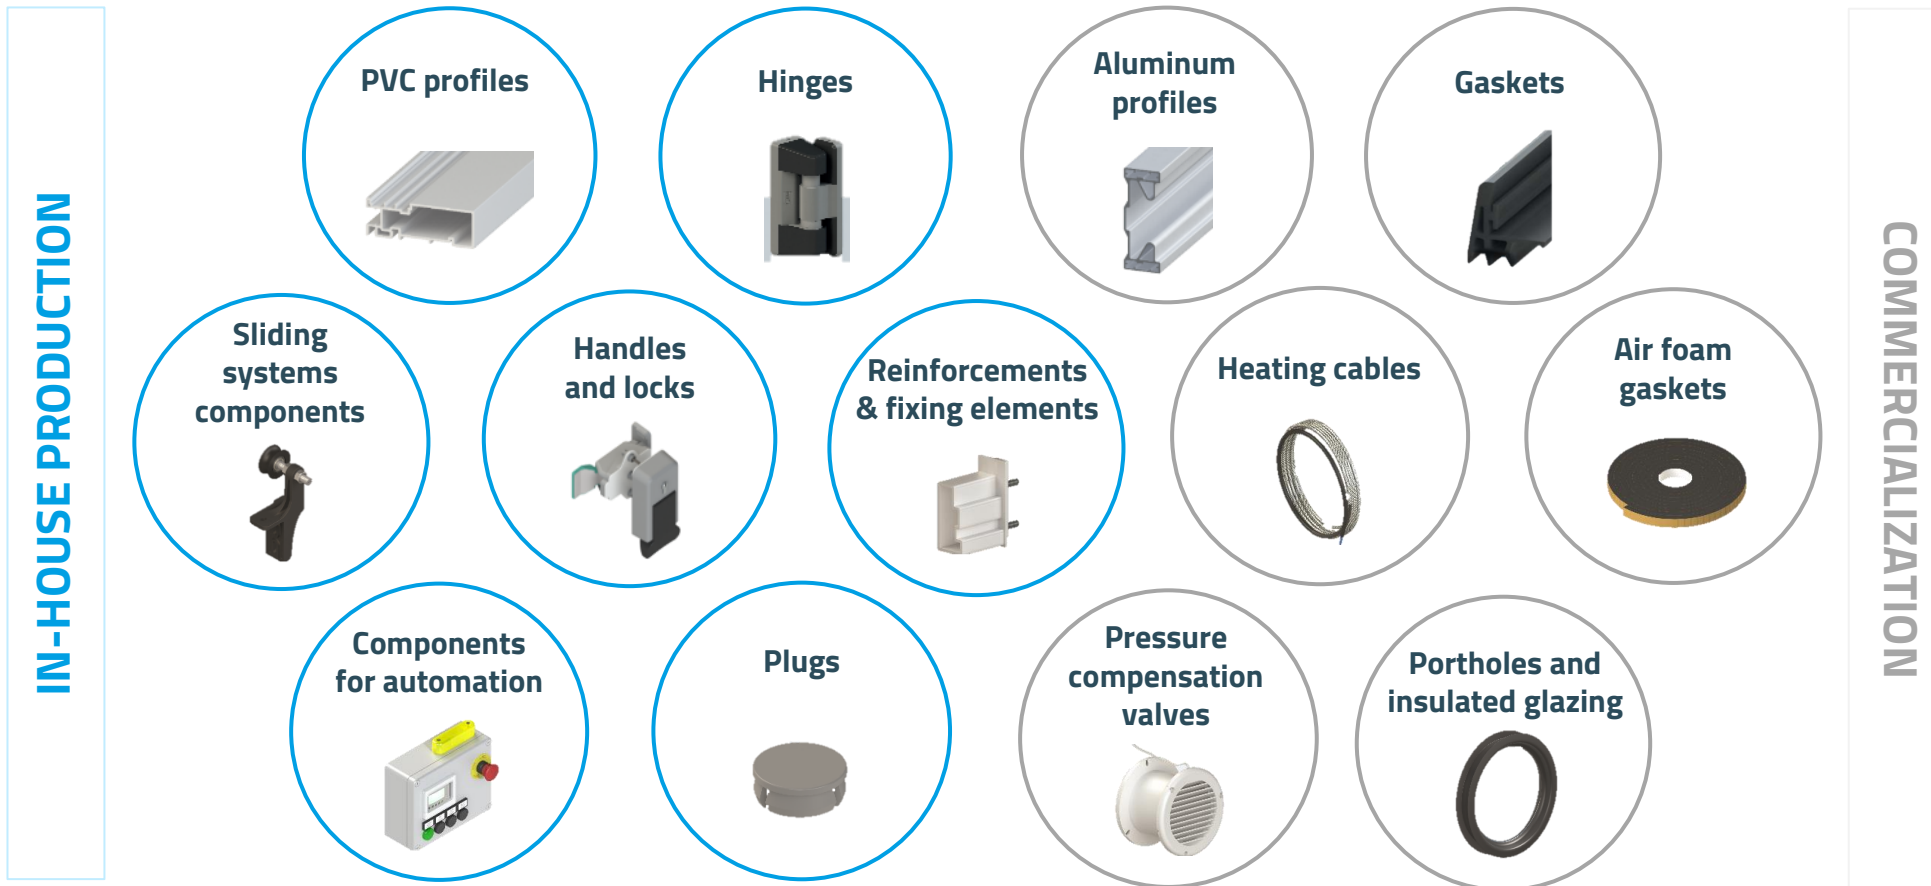 IN-HOUSE PRODUCTION
PVC profiles
Hinges
Aluminum
profiles
Gaskets
Sliding
systems
components
Handles
and locks
Reinforcements
& fixing elements
Heating cables
Air foam
gaskets
Components
for automation
Plugs
Pressure
compensation
valves
Portholes and
insulated glazing
COMMERCIALIZATION